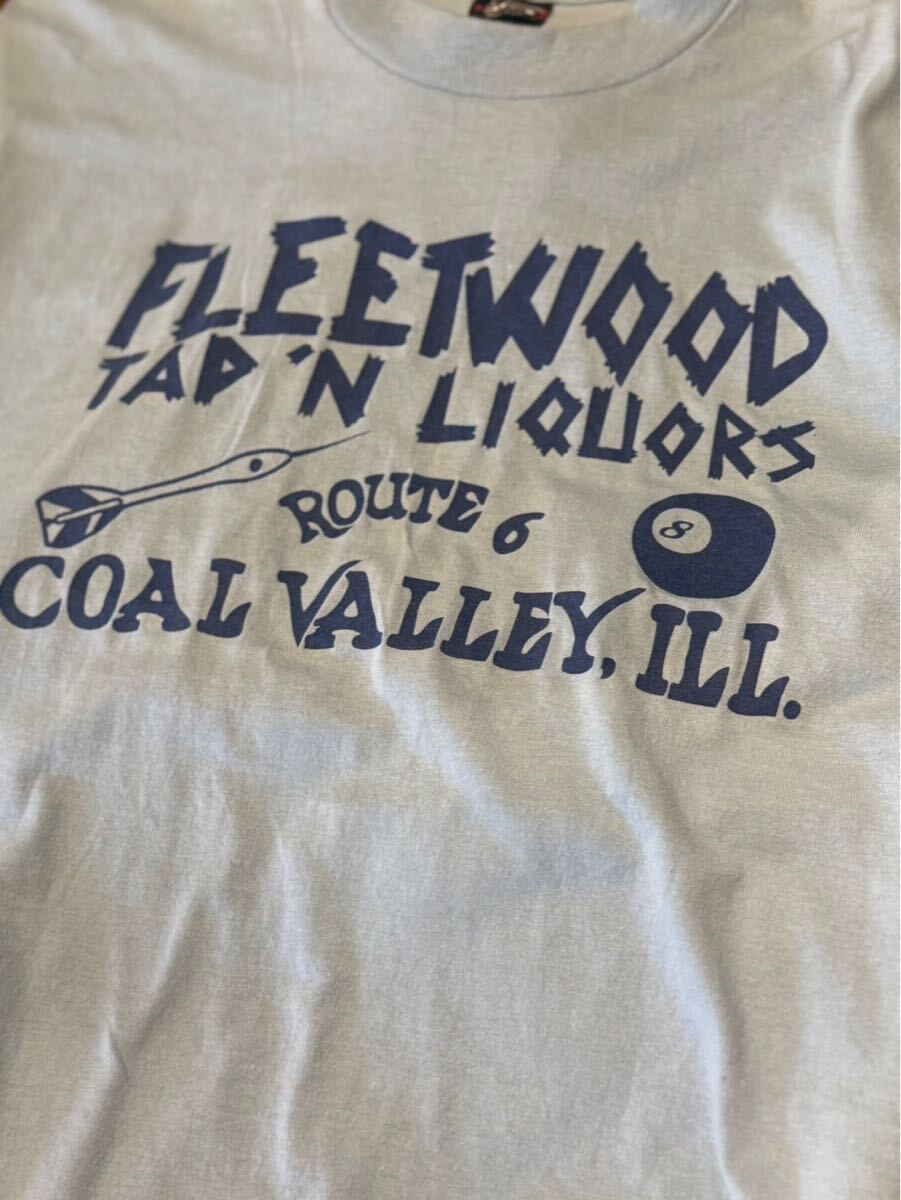 FLEETWOOD
TAP 'N LIQUORS
ROUTE 6
8
COAL VALLEY, ILL.